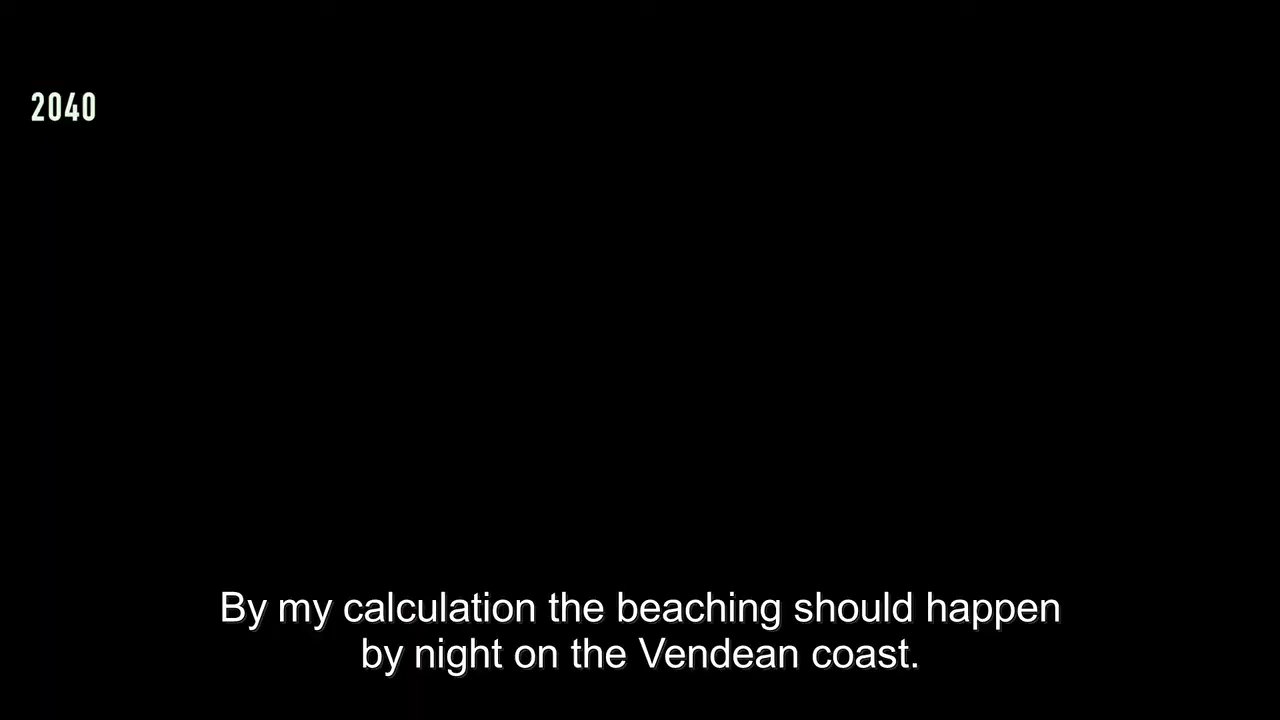 2040
By my calculation the beaching should happen
by night on the Vendean coast.